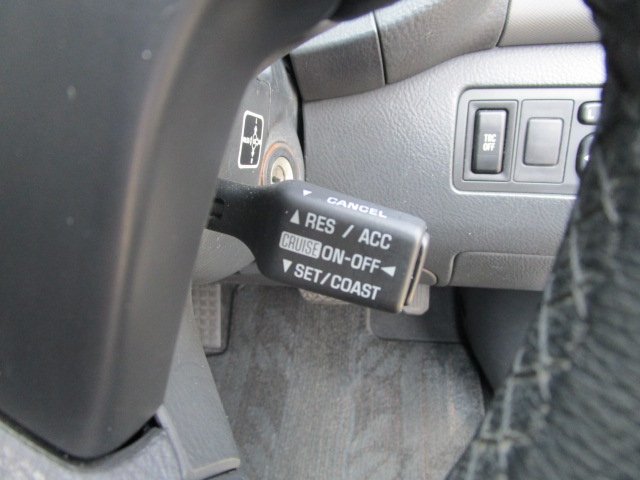 TRC
OFF
▼ CANCEL
▲ RES / ACC
CRUISE ON-OFF ◄
▼ SET/COAST